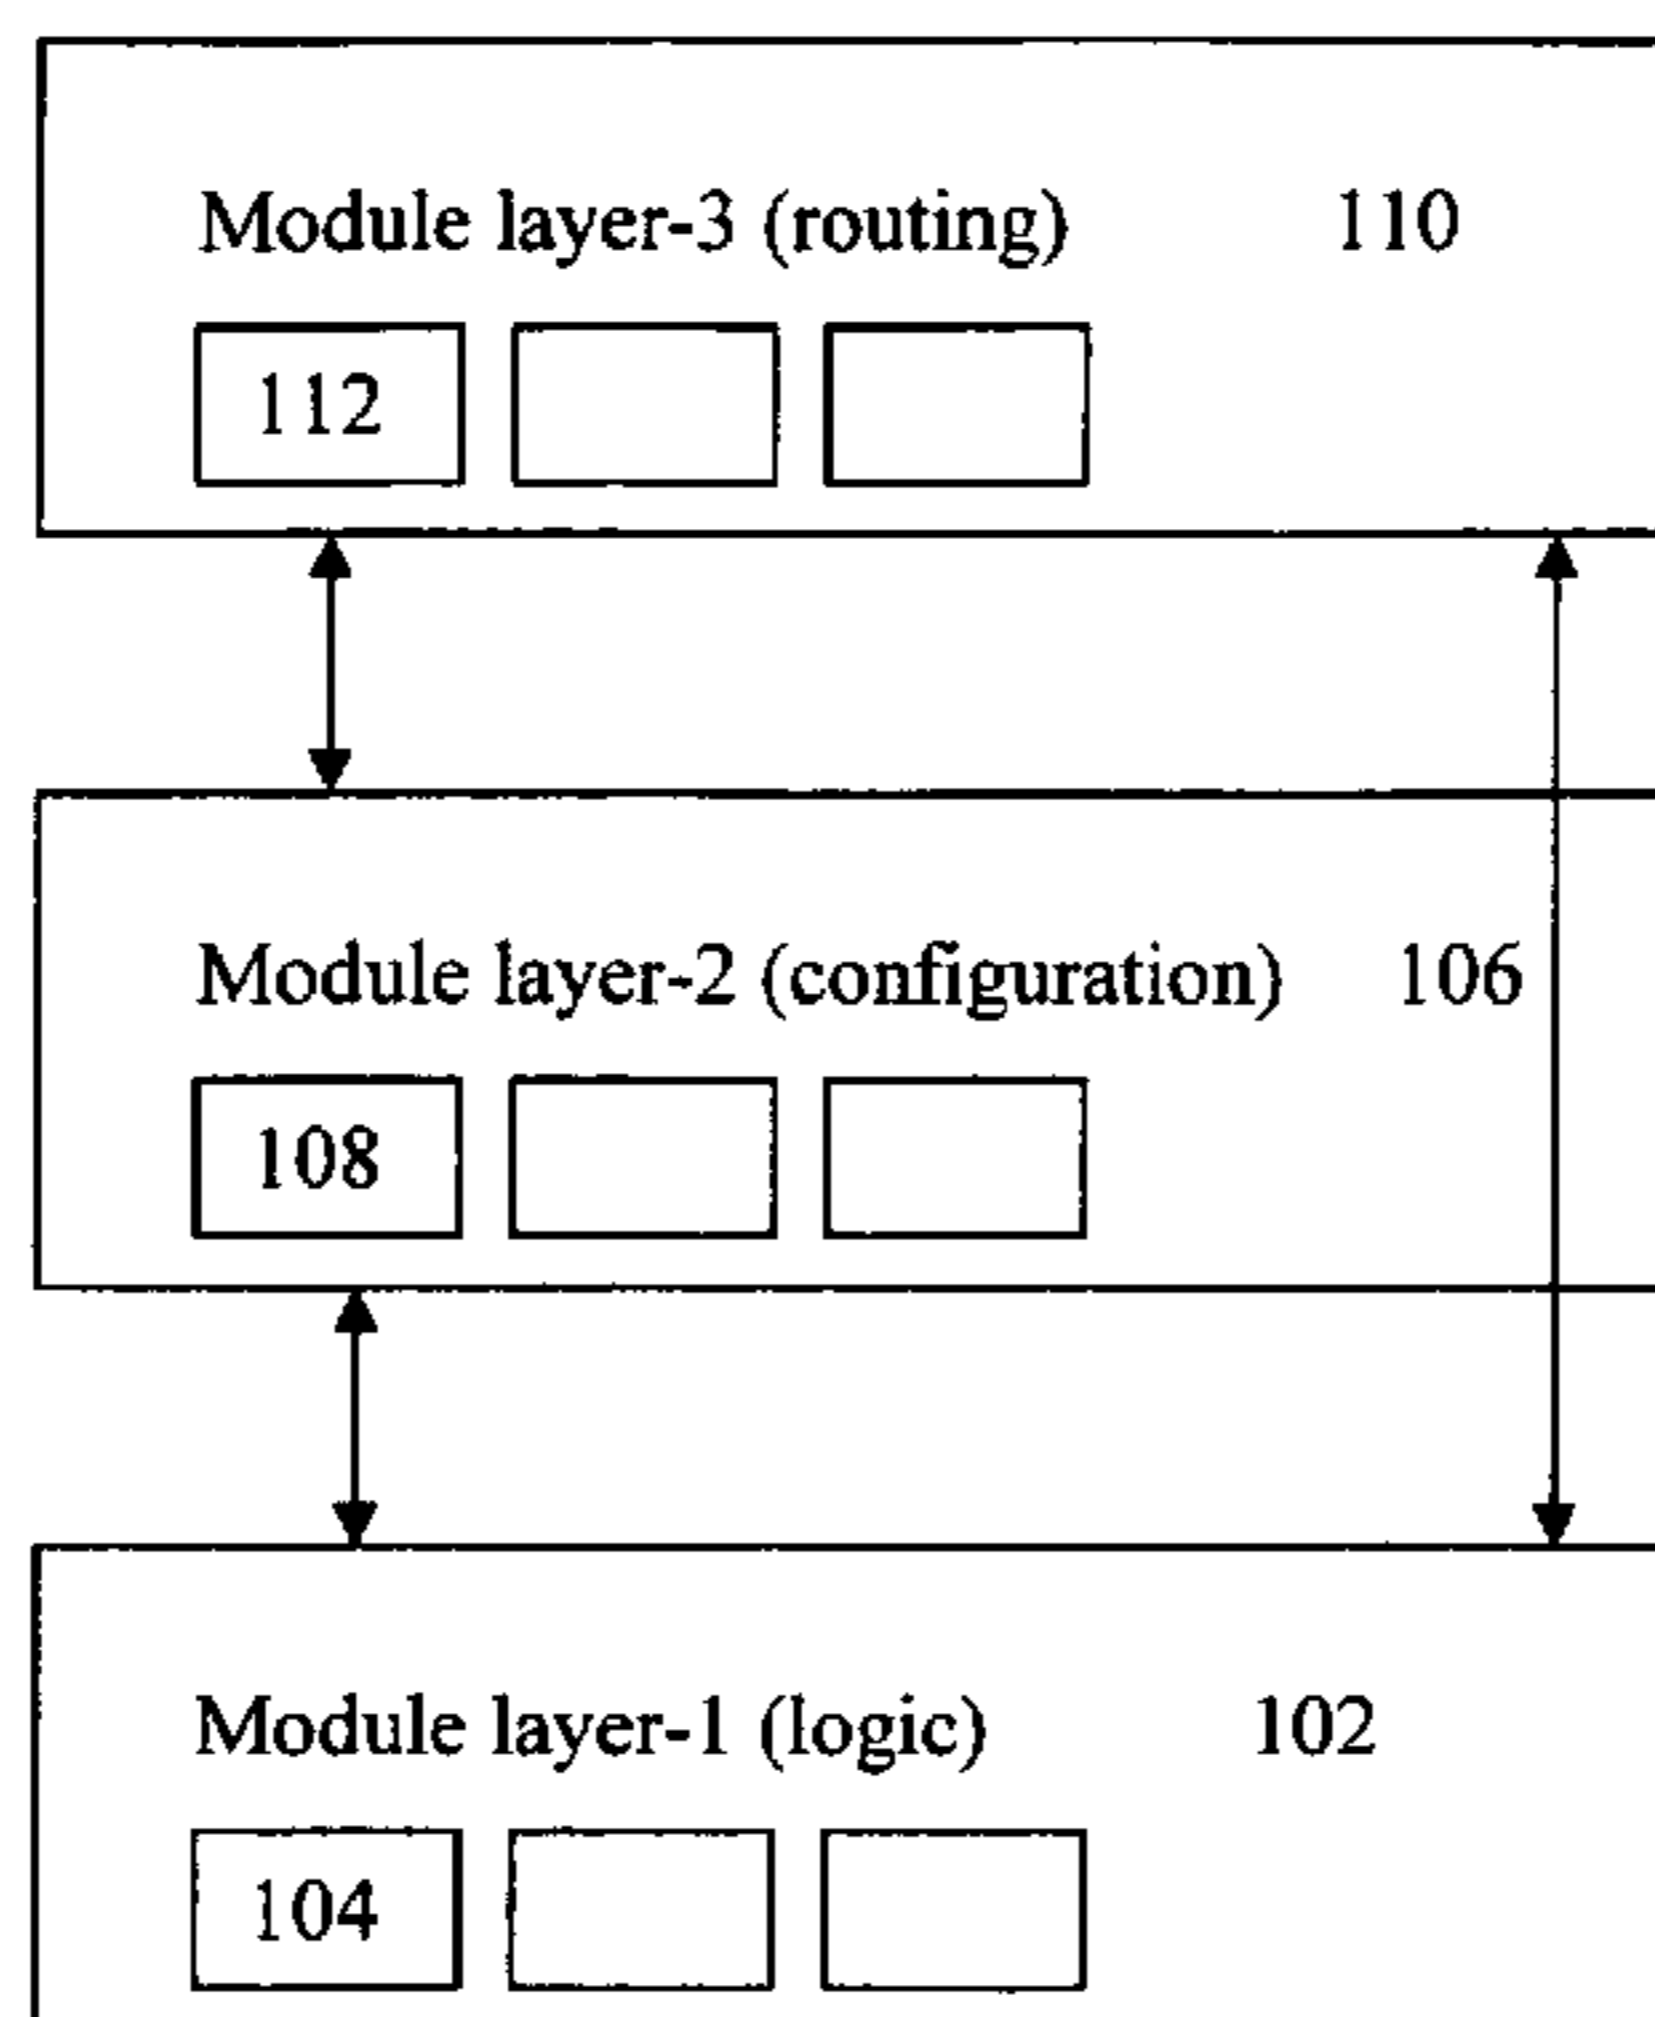 Module layer-3 (routing) 110
112
Module layer-2 (configuration) 106
108
Module layer-1 (logic) 102
104